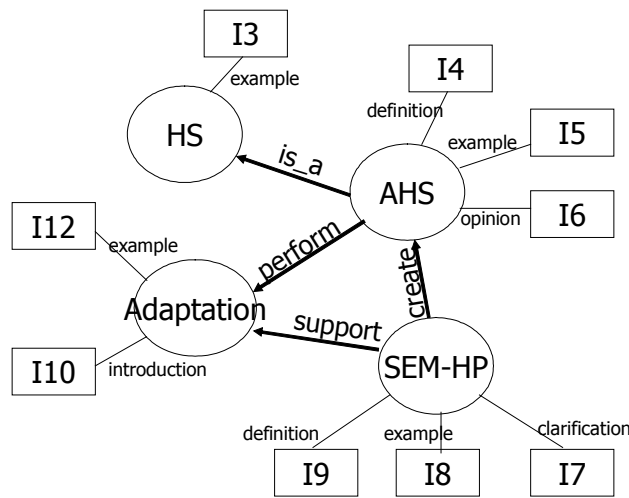 I3
example
I4
definition
HS
example
I5
is_a
AHS
opinion
I6
I12
example
perform
create
Adaptation
support
I10
introduction
SEM-HP
definition
example
clarification
I9
I8
I7